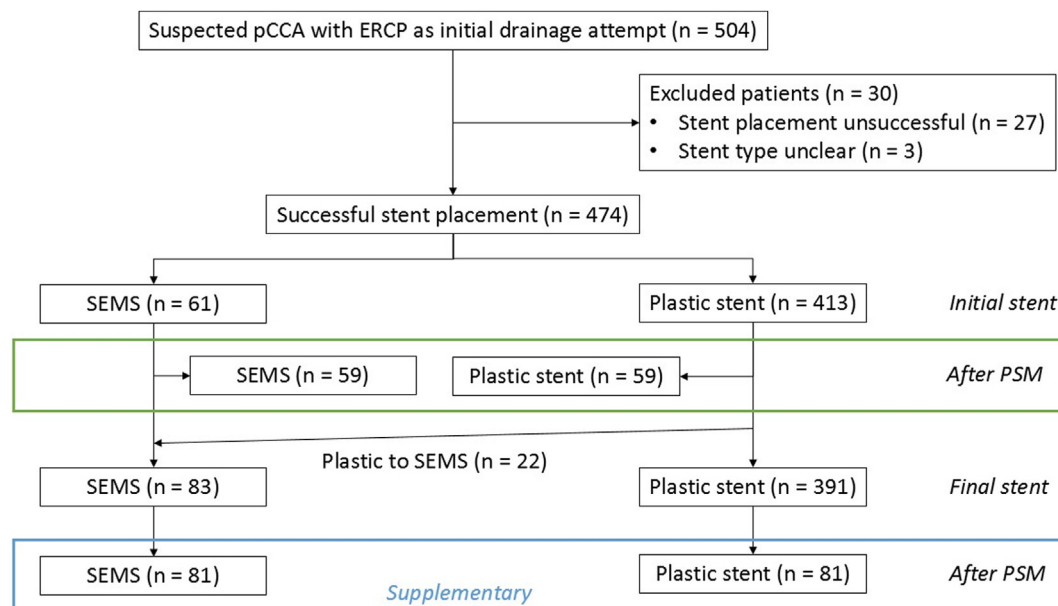 Suspected pCCA with ERCP as initial drainage attempt (n = 504)
Excluded patients (n = 30)
• Stent placement unsuccessful (n = 27)
• Stent type unclear (n = 3)
Successful stent placement (n = 474)
SEMS (n = 61)
Plastic stent (n = 413)
Initial stent
SEMS (n = 59)
Plastic stent (n = 59)
After PSM
Plastic to SEMS (n = 22)
SEMS (n = 83)
Plastic stent (n = 391)
Final stent
SEMS (n = 81)
Plastic stent (n = 81)
After PSM
Supplementary